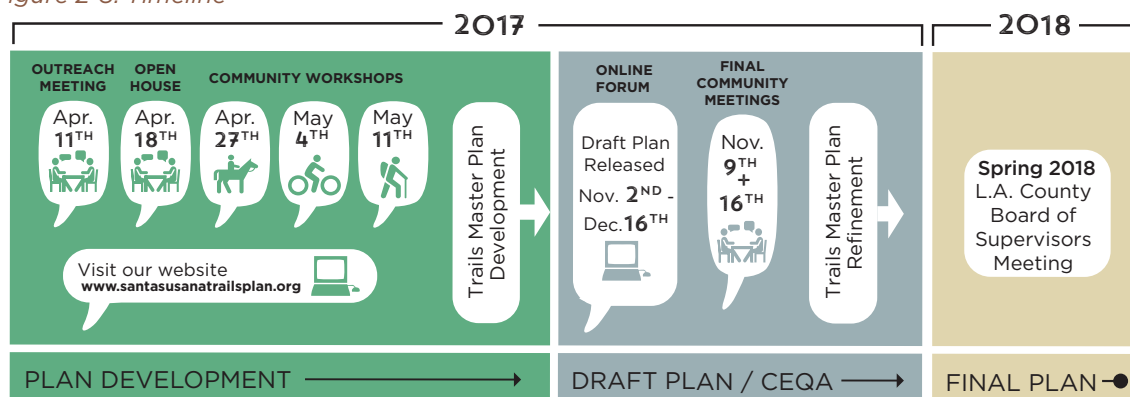 Figure 2-8. Timeline
2017
2018
OUTREACH
MEETING
OPEN
HOUSE
COMMUNITY WORKSHOPS
Apr.
11TH
Apr.
18TH
Apr.
27TH
May
4TH
May
11TH
Visit our website
www.santasusanatrailsplan.org
Trails Master Plan
Development
ONLINE
FORUM
Draft Plan
Released
Nov. 2ND -
Dec. 16TH
FINAL
COMMUNITY
MEETINGS
Nov.
9TH
+
16TH
Trails Master Plan
Refinement
Spring 2018
L.A. County
Board of
Supervisors
Meeting
PLAN DEVELOPMENT
DRAFT PLAN / CEQA
FINAL PLAN